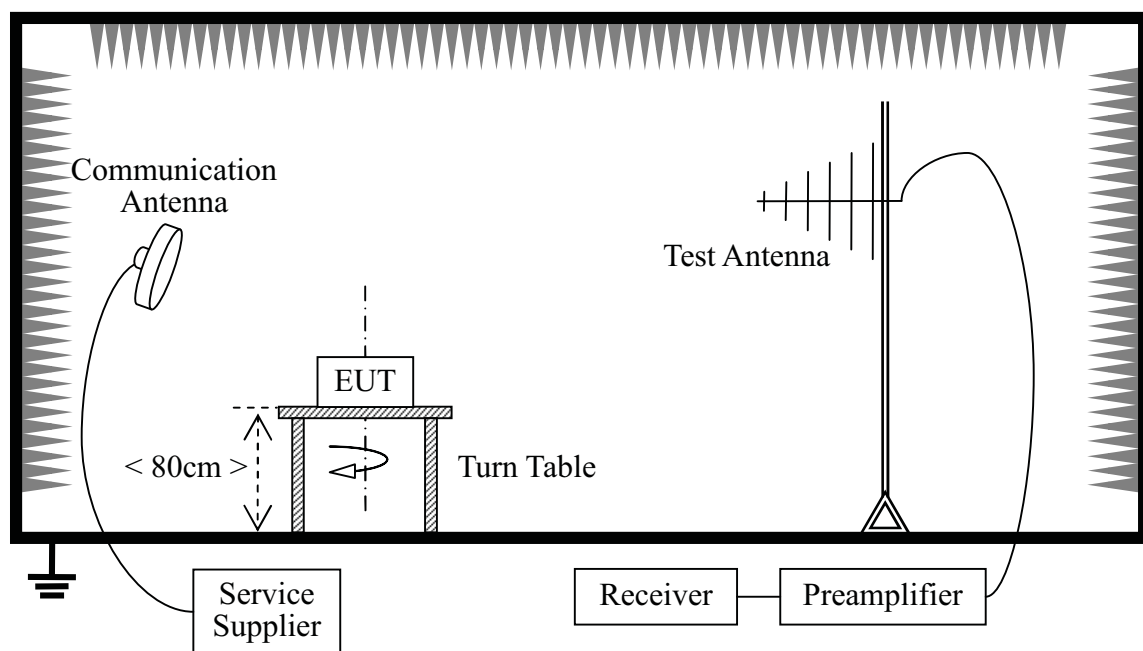 Communication
Antenna
Test Antenna
EUT
< 80cm >
Turn Table
Service
Supplier
Receiver
Preamplifier